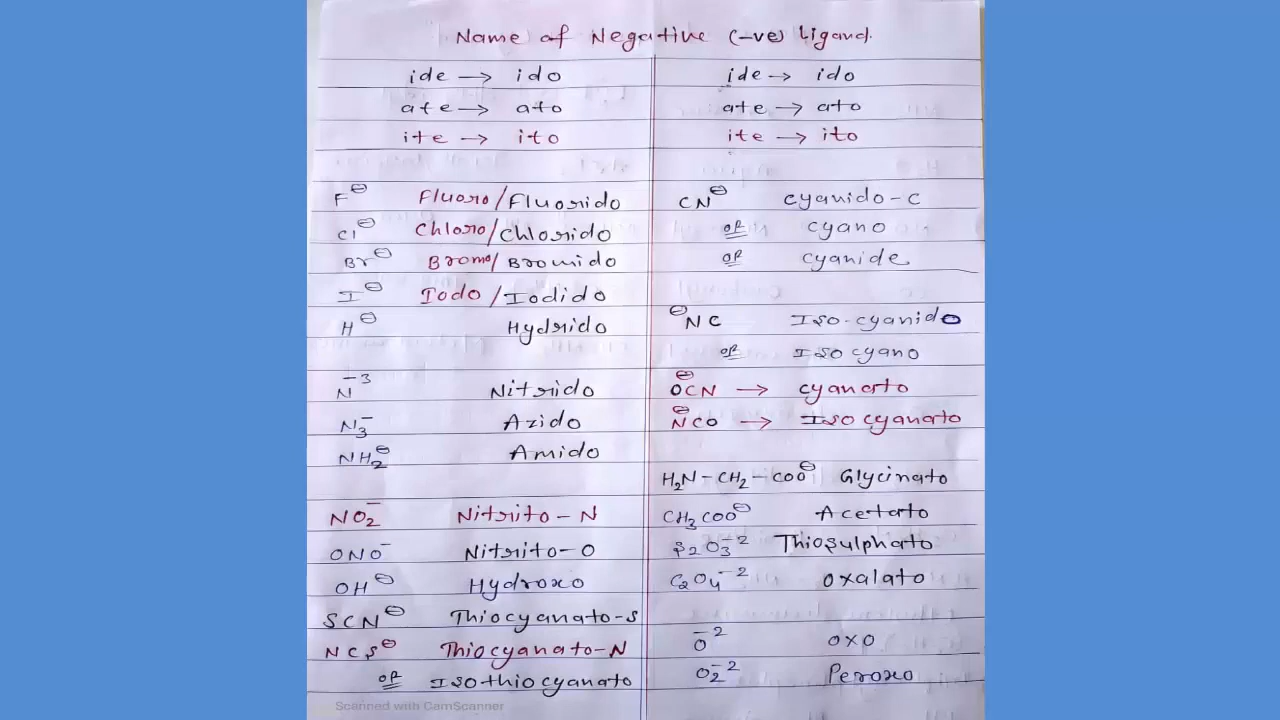 Name of Negative (-ve) Ligand.
ide → ido
ate → ato
ite → ito
F⊖ Fluoro/Fluorido
Cl⊖ Chloro/Chlorido
Br⊖ Bromo/Bromido
I⊖ Iodo/Iodido
H⊖ Hydrido
N⁻³ Nitrido
N₃⁻ Azido
NH₂⊖ Amido
NO₂⁻ Nitrito-N
ONO⁻ Nitrito-O
OH⊖ Hydroxo
SCN⊖ Thiocyanato-S
NCS⊖ Thiocyanato-N
OR Isothiocyanato
ide → ido
ate → ato
ite → ito
CN⊖ cyanido-C
OR cyano
OR cyanide
⊖NC Iso-cyanido
OR Isocyano
⊖OCN → cyanato
⊖NCO → Isocyanato
H₂N-CH₂-COO⊖ Glycinato
CH₃COO⊖ Acetato
S₂O₃⁻² Thiosulphato
C₂O₄⁻² oxalato
O⁻² oxo
O₂⁻² Peroxo
Scanned with CamScanner